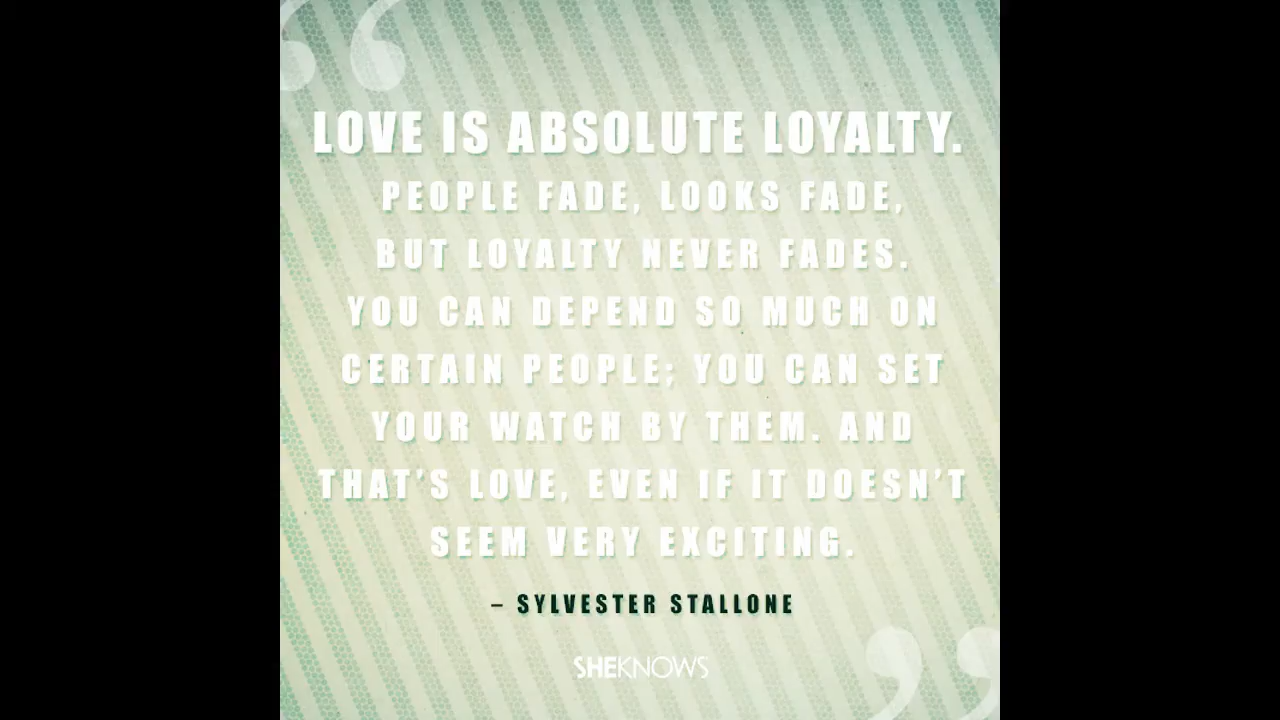 LOVE IS ABSOLUTE LOYALTY.
PEOPLE FADE, LOOKS FADE,
BUT LOYALTY NEVER FADES.
YOU CAN DEPEND SO MUCH ON
CERTAIN PEOPLE; YOU CAN SET
YOUR WATCH BY THEM. AND
THAT'S LOVE, EVEN IF IT DOESN'T
SEEM VERY EXCITING.
– SYLVESTER STALLONE
SHEKNOWS